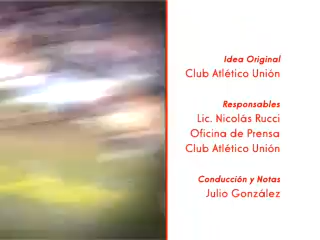 Idea Original
Club Atlético Unión
Responsables
Lic. Nicolás Rucci
Oficina de Prensa
Club Atlético Unión
Conducción y Notas
Julio González